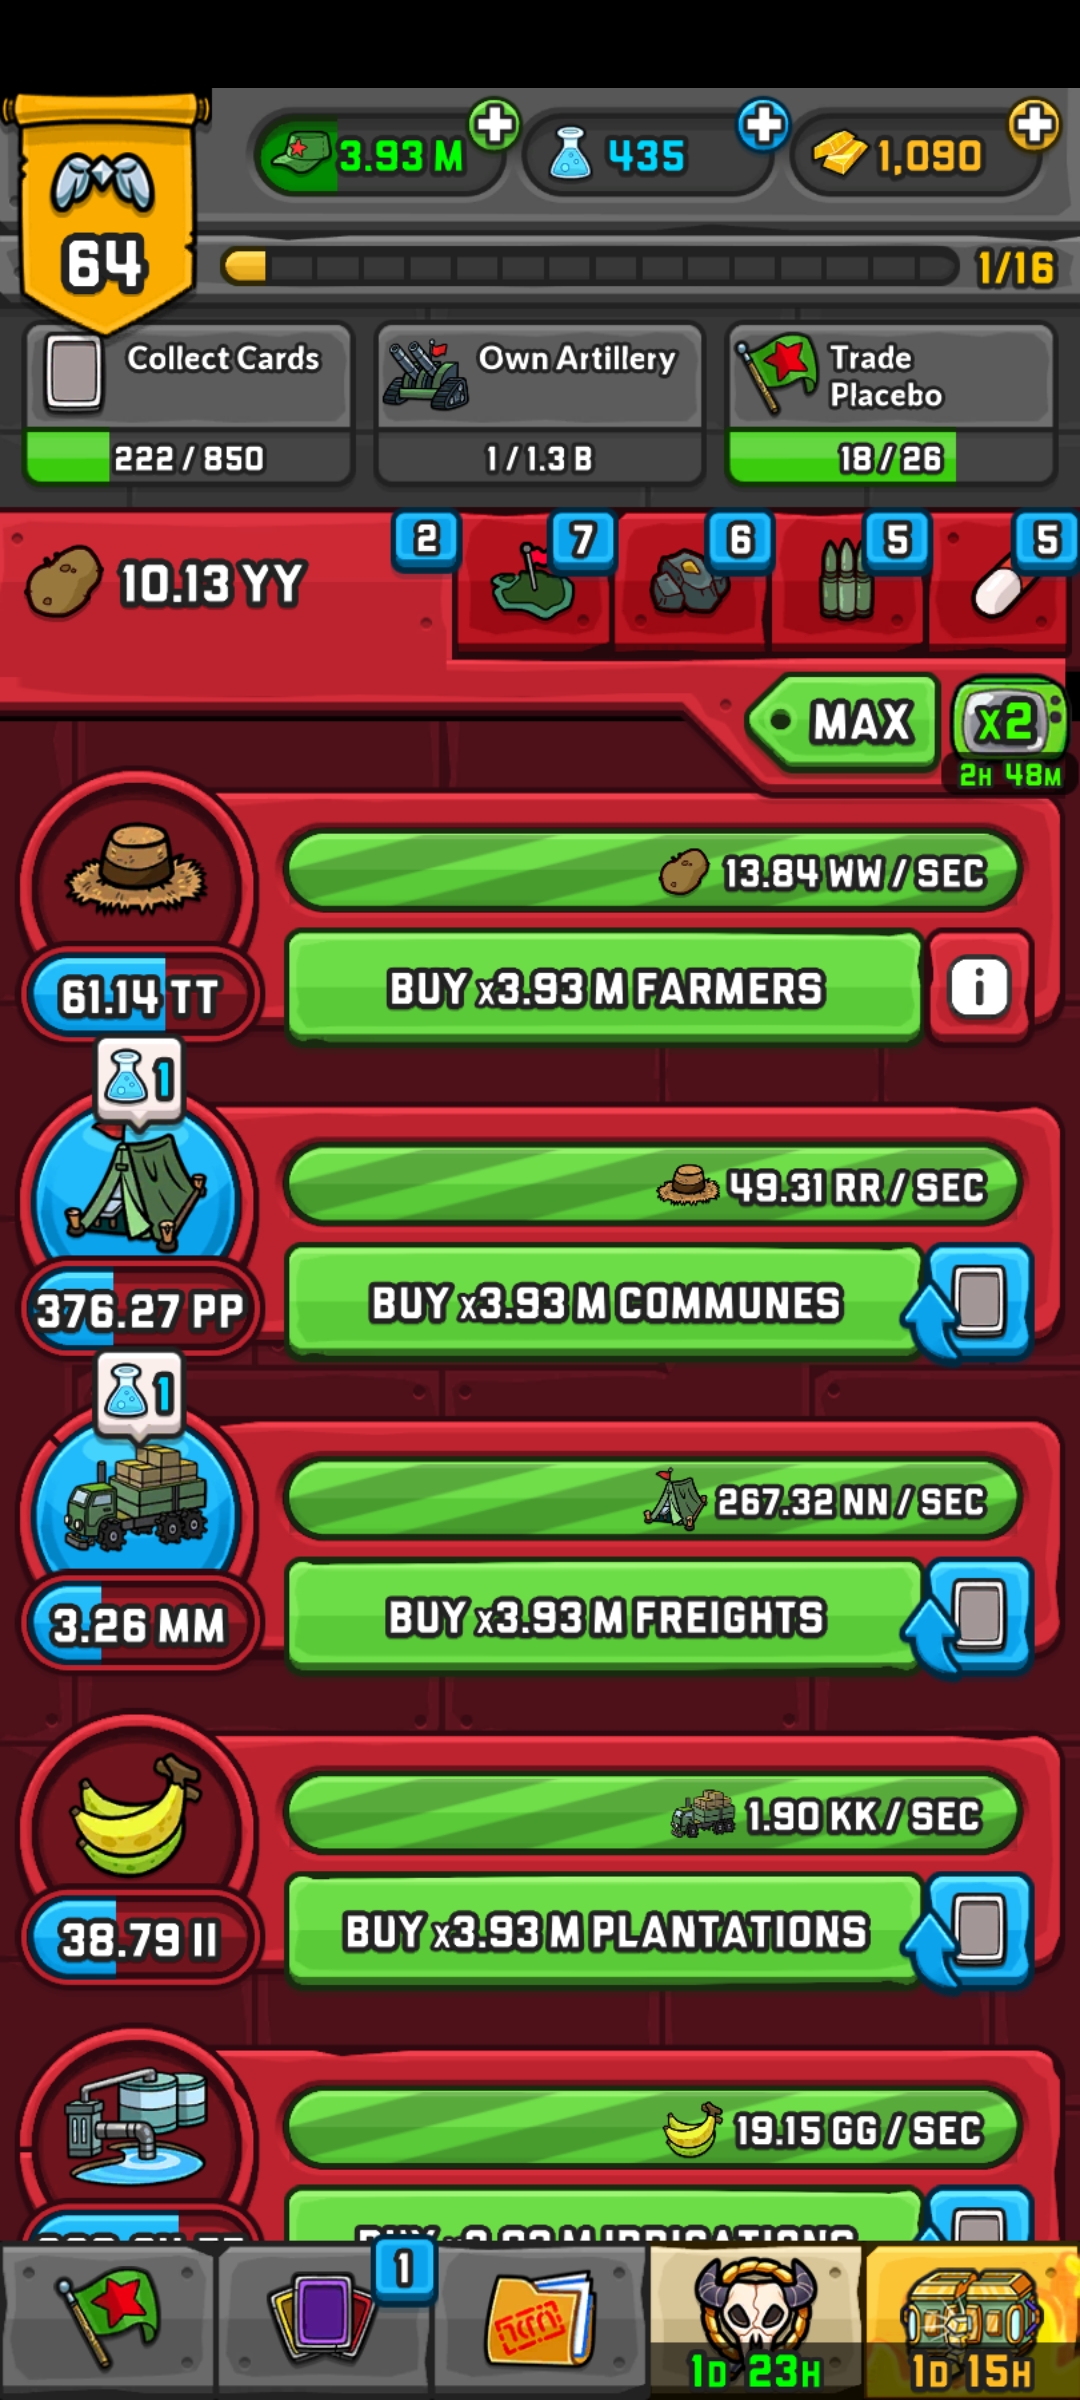 64
3.93 M
435
1,090
1/16
Collect Cards
222 / 850
Own Artillery
1 / 1.3 B
Trade
Placebo
18 / 26
10.13 YY
2
7
6
5
5
MAX
x2
2H 48M
13.84 WW / SEC
61.14 TT
BUY x3.93 M FARMERS
i
1
49.31 RR / SEC
376.27 PP
BUY x3.93 M COMMUNES
1
267.32 NN / SEC
3.26 MM
BUY x3.93 M FREIGHTS
1.90 KK / SEC
38.79 II
BUY x3.93 M PLANTATIONS
19.15 GG / SEC
BUY x3.93 M IRRIGATIONS
1
1D 23H
1D 15H